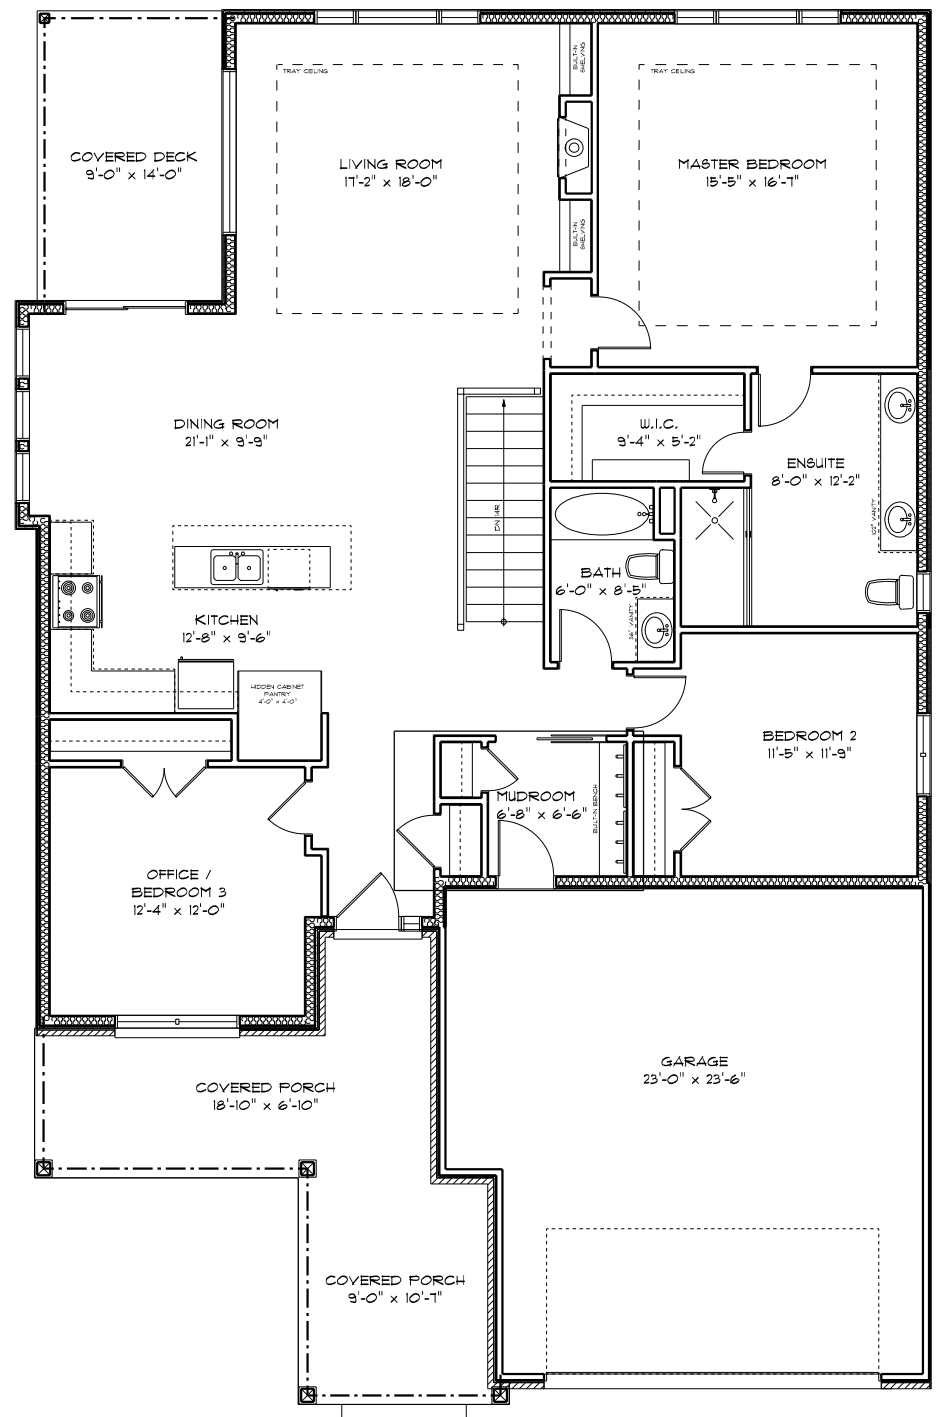 TRAY CEILING
BUILT-IN
SHELVING
TRAY CEILING
COVERED DECK
9'-0" x 14'-0"
LIVING ROOM
17'-2" x 18'-0"
MASTER BEDROOM
15'-5" x 16'-7"
BUILT-IN
SHELVING
DINING ROOM
21'-1" x 9'-9"
W.I.C.
9'-4" x 5'-2"
ENSUITE
8'-0" x 12'-2"
DN 14R
102" VANITY
BATH
6'-0" x 8'-5"
36" VANITY
KITCHEN
12'-8" x 9'-6"
HIDDEN CABINET
PANTRY
4'-0" x 4'-0"
BEDROOM 2
11'-5" x 11'-9"
MUDROOM
6'-8" x 6'-6"
BUILT-IN BENCH
OFFICE /
BEDROOM 3
12'-4" x 12'-0"
GARAGE
23'-0" x 23'-6"
COVERED PORCH
18'-10" x 6'-10"
COVERED PORCH
9'-0" x 10'-7"